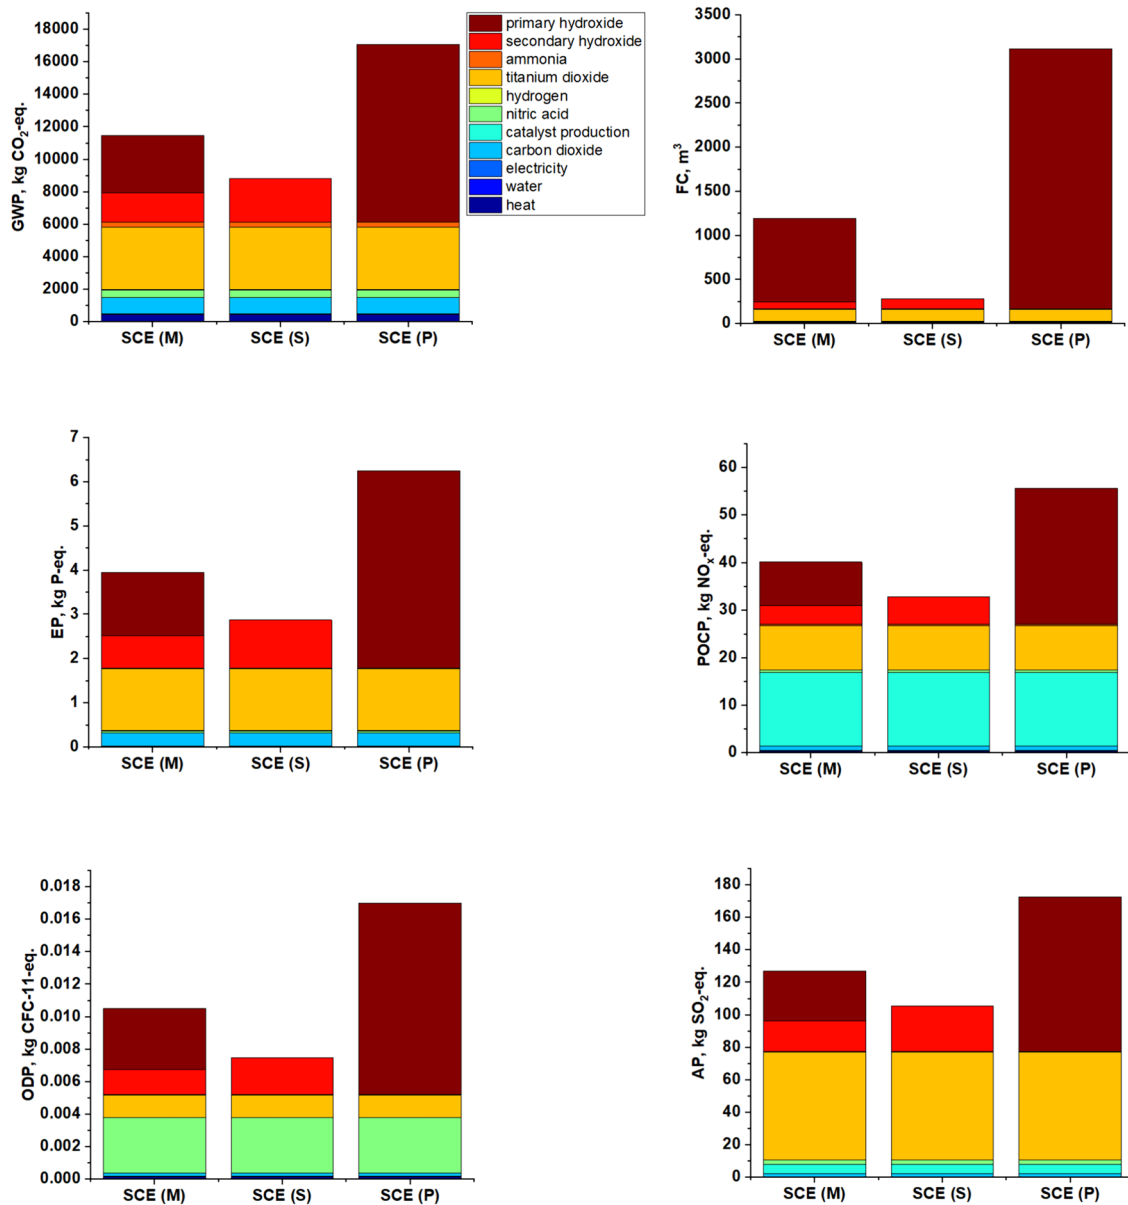 18000
16000
14000
12000
10000
8000
6000
4000
2000
0
GWP, kg CO₂-eq.
SCE (M) SCE (S) SCE (P)
primary hydroxide
secondary hydroxide
ammonia
titanium dioxide
hydrogen
nitric acid
catalyst production
carbon dioxide
electricity
water
heat
3500
3000
2500
2000
1500
1000
500
0
FC, m³
SCE (M) SCE (S) SCE (P)
7
6
5
4
3
2
1
0
EP, kg P-eq.
SCE (M) SCE (S) SCE (P)
60
50
40
30
20
10
0
POCP, kg NOₓ-eq.
SCE (M) SCE (S) SCE (P)
0.018
0.016
0.014
0.012
0.010
0.008
0.006
0.004
0.002
0.000
ODP, kg CFC-11-eq.
SCE (M) SCE (S) SCE (P)
180
160
140
120
100
80
60
40
20
0
AP, kg SO₂-eq.
SCE (M) SCE (S) SCE (P)